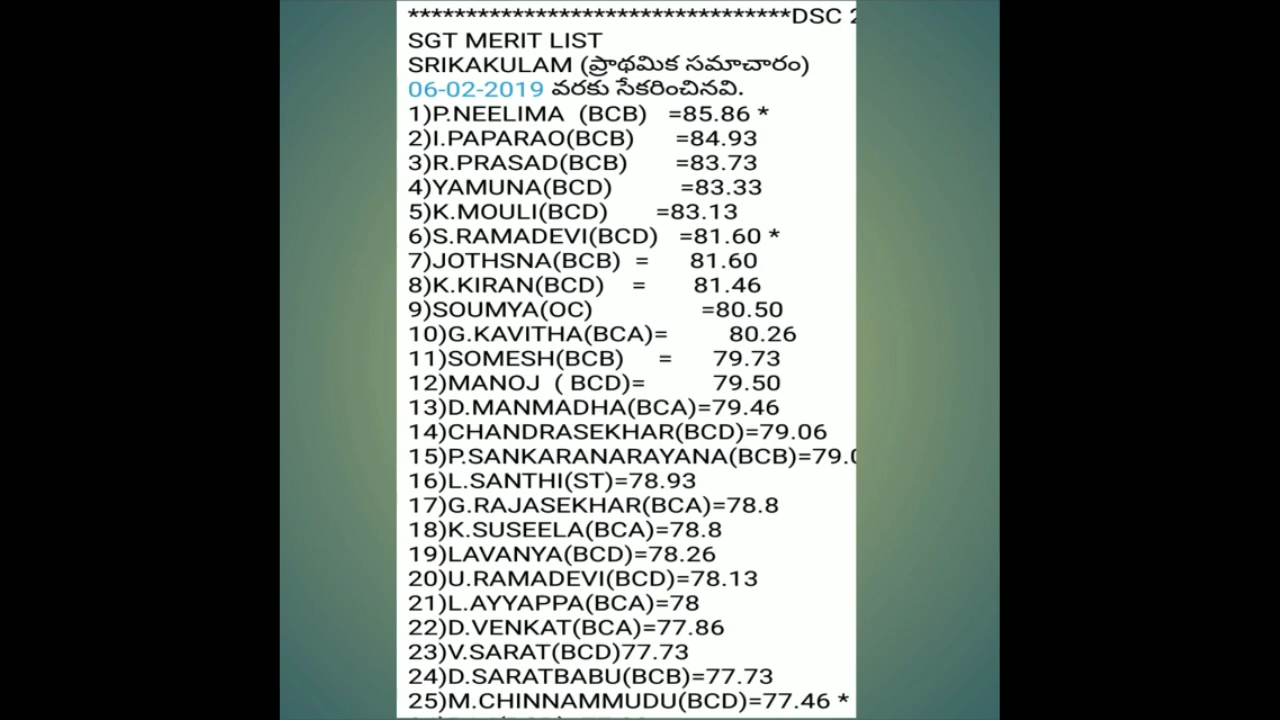 *********************************DSC
SGT MERIT LIST
SRIKAKULAM (ప్రాథమిక సమాచారం)
06-02-2019 వరకు సేకరించినవి.
1)P.NEELIMA (BCB) =85.86 *
2)I.PAPARAO(BCB) =84.93
3)R.PRASAD(BCB) =83.73
4)YAMUNA(BCD) =83.33
5)K.MOULI(BCD) =83.13
6)S.RAMADEVI(BCD) =81.60 *
7)JOTHSNA(BCB) = 81.60
8)K.KIRAN(BCD) = 81.46
9)SOUMYA(OC) =80.50
10)G.KAVITHA(BCA)= 80.26
11)SOMESH(BCB) = 79.73
12)MANOJ ( BCD)= 79.50
13)D.MANMADHA(BCA)=79.46
14)CHANDRASEKHAR(BCD)=79.06
15)P.SANKARANARAYANA(BCB)=79.0
16)L.SANTHI(ST)=78.93
17)G.RAJASEKHAR(BCA)=78.8
18)K.SUSEELA(BCA)=78.8
19)LAVANYA(BCD)=78.26
20)U.RAMADEVI(BCD)=78.13
21)L.AYYAPPA(BCA)=78
22)D.VENKAT(BCA)=77.86
23)V.SARAT(BCD)77.73
24)D.SARATBABU(BCB)=77.73
25)M.CHINNAMMUDU(BCD)=77.46 *